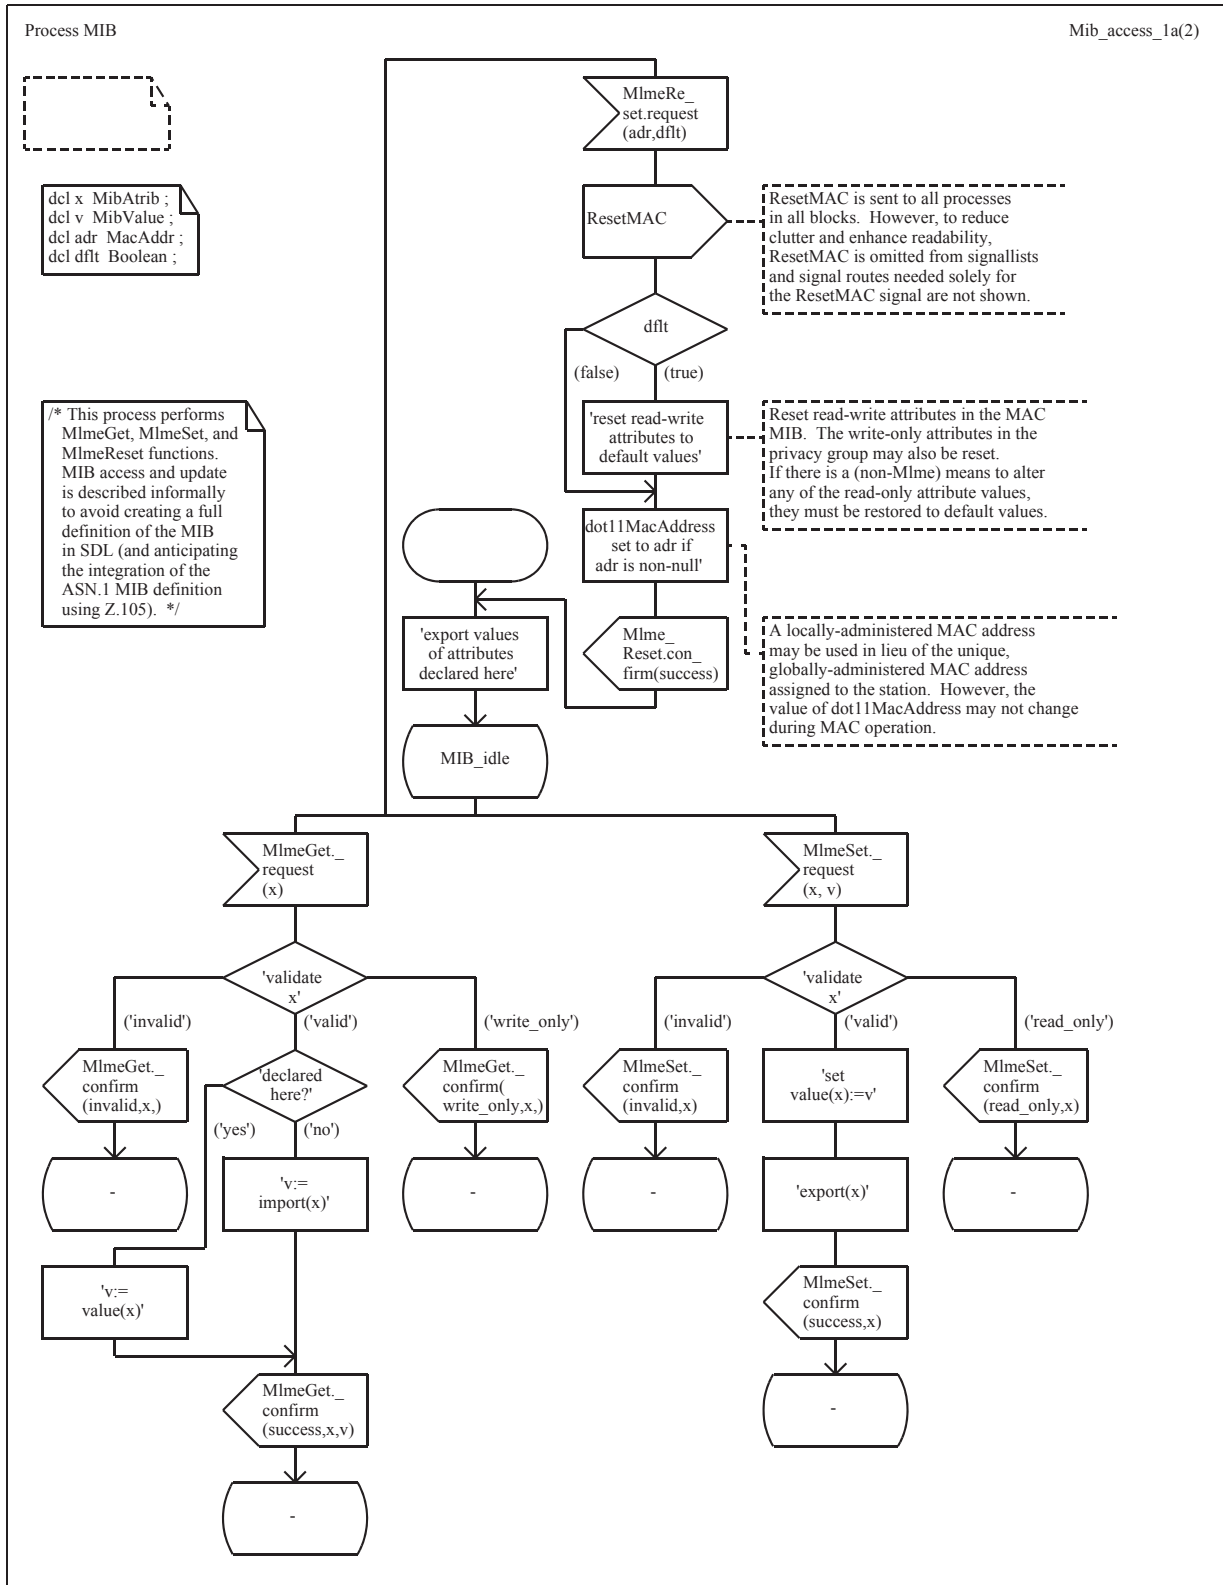 Process MIB
Mib_access_1a(2)
MlmeRe_
set.request
(adr,dflt)
dcl x MibAtrib ;
dcl v MibValue ;
dcl adr MacAddr ;
dcl dflt Boolean ;
ResetMAC
ResetMAC is sent to all processes
in all blocks. However, to reduce
clutter and enhance readability,
ResetMAC is omitted from signallists
and signal routes needed solely for
the ResetMAC signal are not shown.
dflt
(false)
(true)
/* This process performs
MlmeGet, MlmeSet, and
MlmeReset functions.
MIB access and update
is described informally
to avoid creating a full
definition of the MIB
in SDL (and anticipating
the integration of the
ASN.1 MIB definition
using Z.105). */
'reset read-write
attributes to
default values'
Reset read-write attributes in the MAC
MIB. The write-only attributes in the
privacy group may also be reset.
If there is a (non-Mlme) means to alter
any of the read-only attribute values,
they must be restored to default values.
dot11MacAddress
set to adr if
adr is non-null'
'export values
of attributes
declared here'
Mlme_
Reset.con_
firm(success)
A locally-administered MAC address
may be used in lieu of the unique,
globally-administered MAC address
assigned to the station. However, the
value of dot11MacAddress may not change
during MAC operation.
MIB_idle
MlmeGet._
request
(x)
MlmeSet._
request
(x, v)
'validate
x'
'validate
x'
('invalid')
('valid')
('write_only')
('invalid')
('valid')
('read_only')
MlmeGet._
confirm
(invalid,x,)
'declared
here?'
MlmeGet._
confirm(
write_only,x,)
MlmeSet._
confirm
(invalid,x)
'set
value(x):=v'
MlmeSet._
confirm
(read_only,x)
('yes')
('no')
-
'v:=
import(x)'
-
-
'export(x)'
-
'v:=
value(x)'
MlmeSet._
confirm
(success,x)
MlmeGet._
confirm
(success,x,v)
-
-